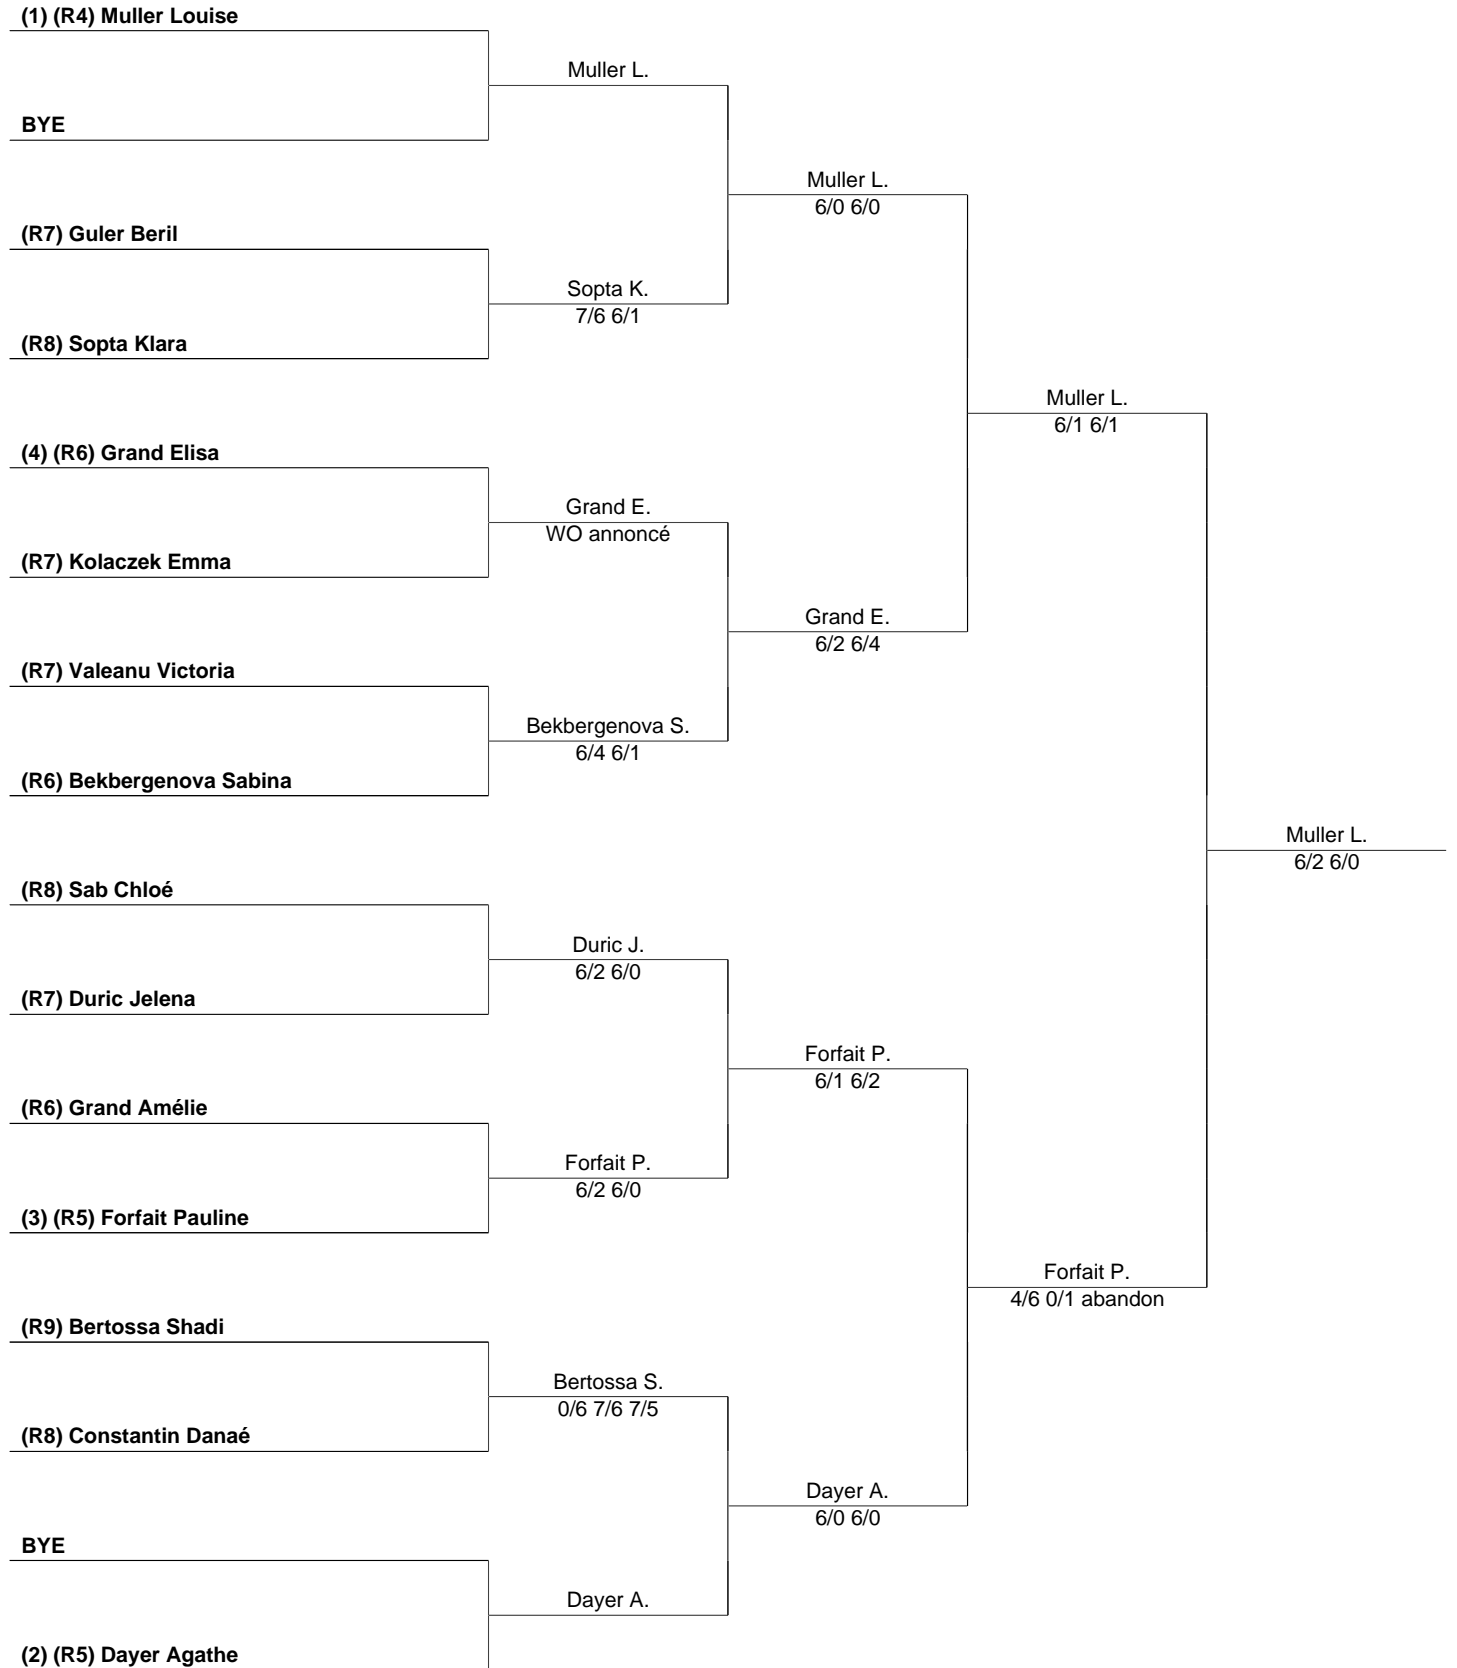 (1) (R4) Muller Louise
Muller L.
BYE
Muller L.
6/0 6/0
(R7) Guler Beril
Sopta K.
7/6 6/1
(R8) Sopta Klara
Muller L.
6/1 6/1
(4) (R6) Grand Elisa
Grand E.
WO annoncé
(R7) Kolaczek Emma
Grand E.
6/2 6/4
(R7) Valeanu Victoria
Bekbergenova S.
6/4 6/1
(R6) Bekbergenova Sabina
Muller L.
6/2 6/0
(R8) Sab Chloé
Duric J.
6/2 6/0
(R7) Duric Jelena
Forfait P.
6/1 6/2
(R6) Grand Amélie
Forfait P.
6/2 6/0
(3) (R5) Forfait Pauline
Forfait P.
4/6 0/1 abandon
(R9) Bertossa Shadi
Bertossa S.
0/6 7/6 7/5
(R8) Constantin Danaé
Dayer A.
6/0 6/0
BYE
Dayer A.
(2) (R5) Dayer Agathe